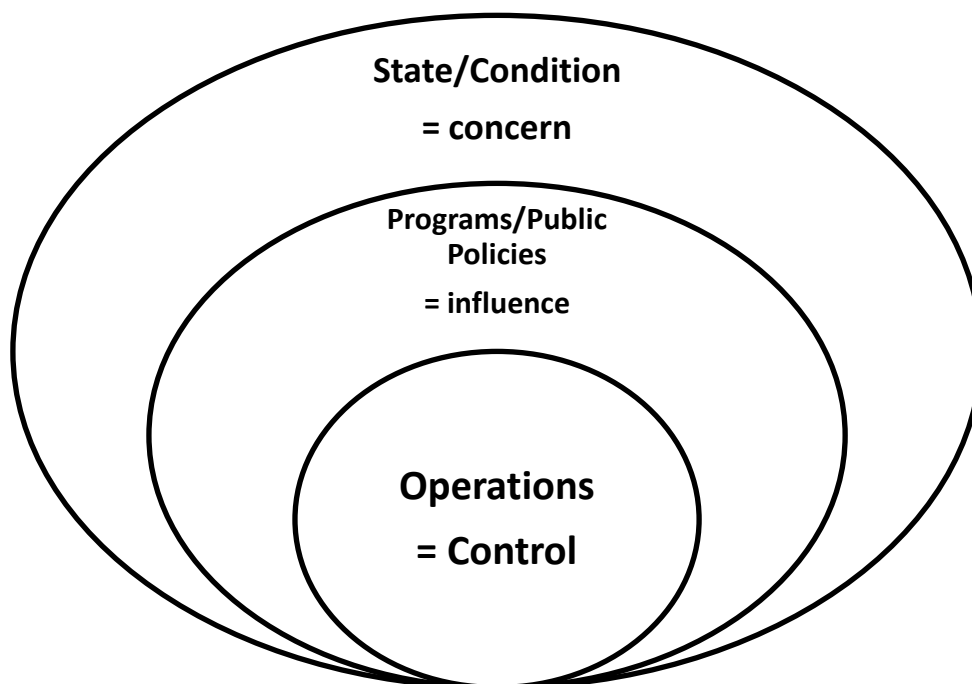 State/Condition
= concern
Programs/Public
Policies
= influence
Operations
= Control